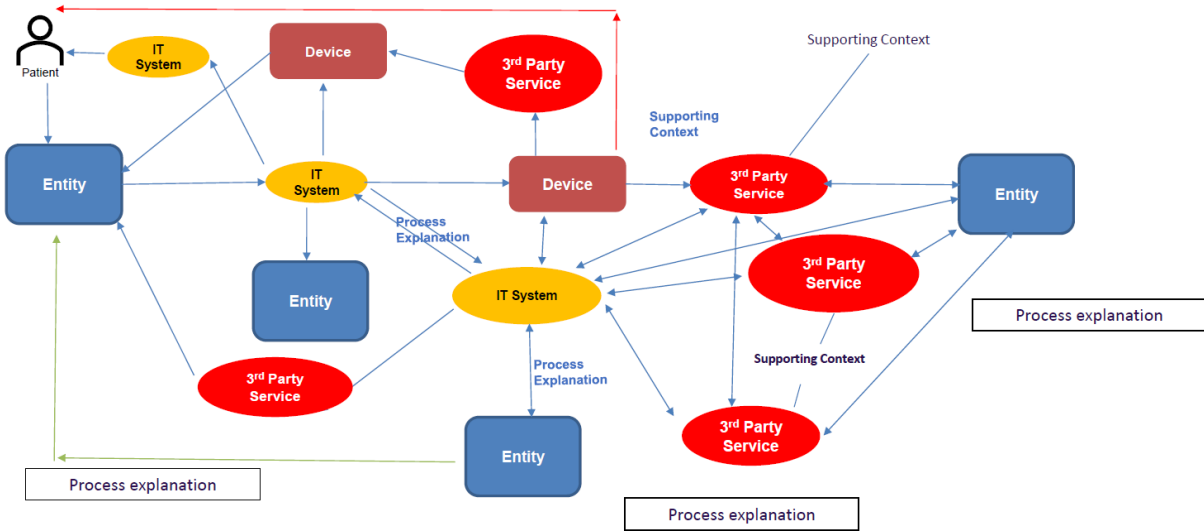 Supporting Context
IT
System
Device
3rd Party
Service
Patient
Supporting
Context
Entity
IT
System
Device
3rd Party
Service
Entity
Process
Explanation
3rd Party
Service
Entity
IT System
Process explanation
Process
Explanation
Supporting Context
3rd Party
Service
3rd Party
Service
Entity
Process explanation
Process explanation